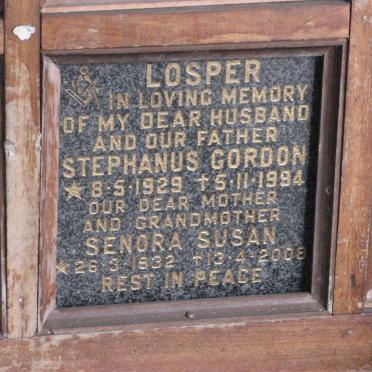 LOSPER
IN LOVING MEMORY
OF MY DEAR HUSBAND
AND OUR FATHER
STEPHANUS GORDON
★ 8·5·1929 †5·11·1994
OUR DEAR MOTHER
AND GRANDMOTHER
SENORA SUSAN
★ 26·3·1932 †13·4·2008
REST IN PEACE